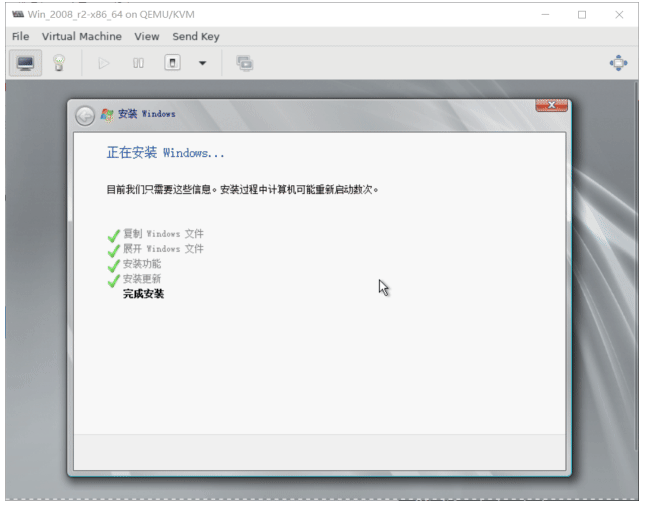 Win_2008_r2-x86_64 on QEMU/KVM
File Virtual Machine View Send Key
安装 Windows
正在安装 Windows...
目前我们只需要这些信息。安装过程中计算机可能重新启动数次。
复制 Windows 文件
展开 Windows 文件
安装功能
安装更新
完成安装